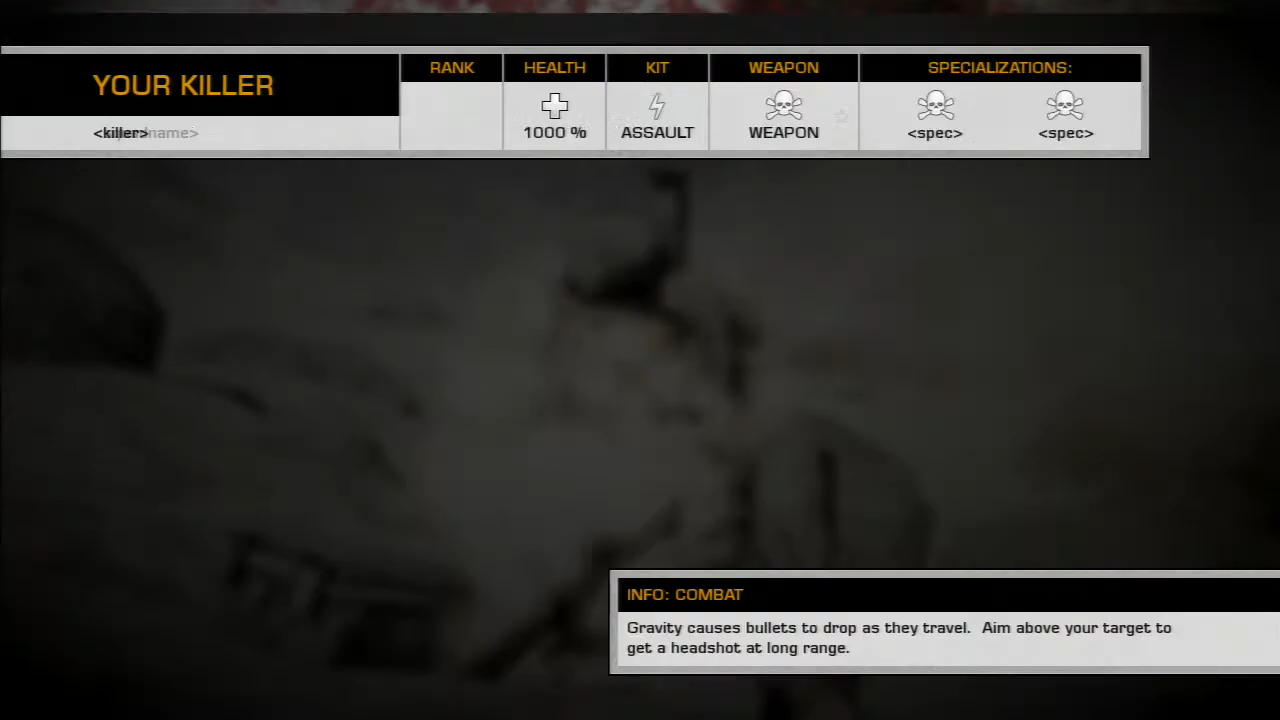 YOUR KILLER
RANK
HEALTH
KIT
WEAPON
SPECIALIZATIONS:
<killer>
name>
1000 %
ASSAULT
WEAPON
<spec>
<spec>
INFO: COMBAT
Gravity causes bullets to drop as they travel. Aim above your target to
get a headshot at long range.